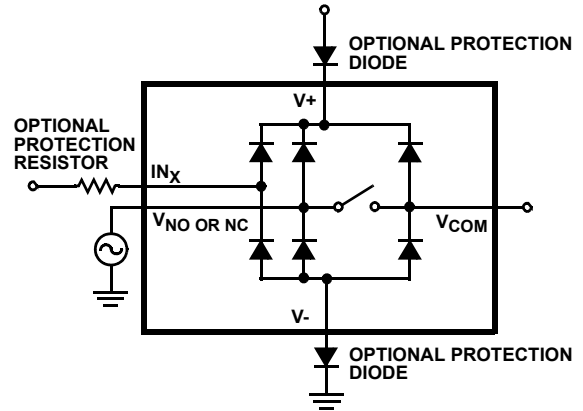 OPTIONAL PROTECTION
DIODE
V+
OPTIONAL
PROTECTION
RESISTOR
INX
VNO OR NC
VCOM
V-
OPTIONAL PROTECTION
DIODE